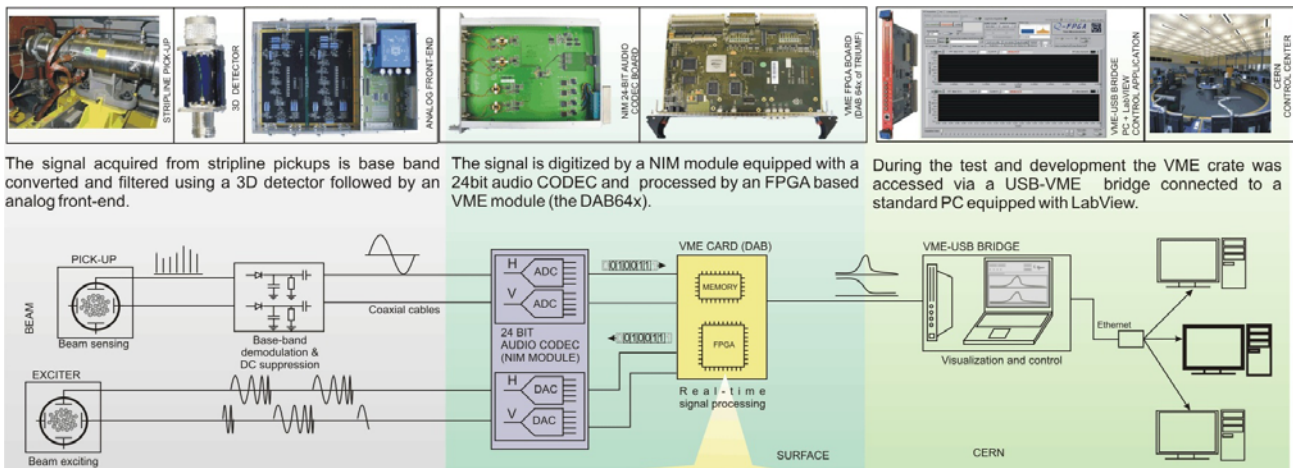 STRIPLINE PICK-UP
3D DETECTOR
ANALOG FRONT-END
NIM 24-BIT AUDIO
CODEC BOARD
VME FPGA BOARD
(DAB 64x of TRIUMF)
FPGA
VME-USB BRIDGE
PC + LabVIEW
CONTROL APPLICATION
CERN
CONTROL CENTER
The signal acquired from stripline pickups is base band
converted and filtered using a 3D detector followed by an
analog front-end.
The signal is digitized by a NIM module equipped with a
24bit audio CODEC and processed by an FPGA based
VME module (the DAB64x).
During the test and development the VME crate was
accessed via a USB-VME bridge connected to a
standard PC equipped with LabView.
BEAM
PICK-UP
Beam sensing
Base-band
demodulation &
DC suppression
Coaxial cables
EXCITER
Beam exciting
H
ADC
V
ADC
24 BIT
AUDIO CODEC
(NIM MODULE)
H
DAC
V
DAC
010011
010011
VME CARD (DAB)
MEMORY
FPGA
Real-time
signal processing
SURFACE
VME-USB BRIDGE
Visualization and control
Ethernet
CERN